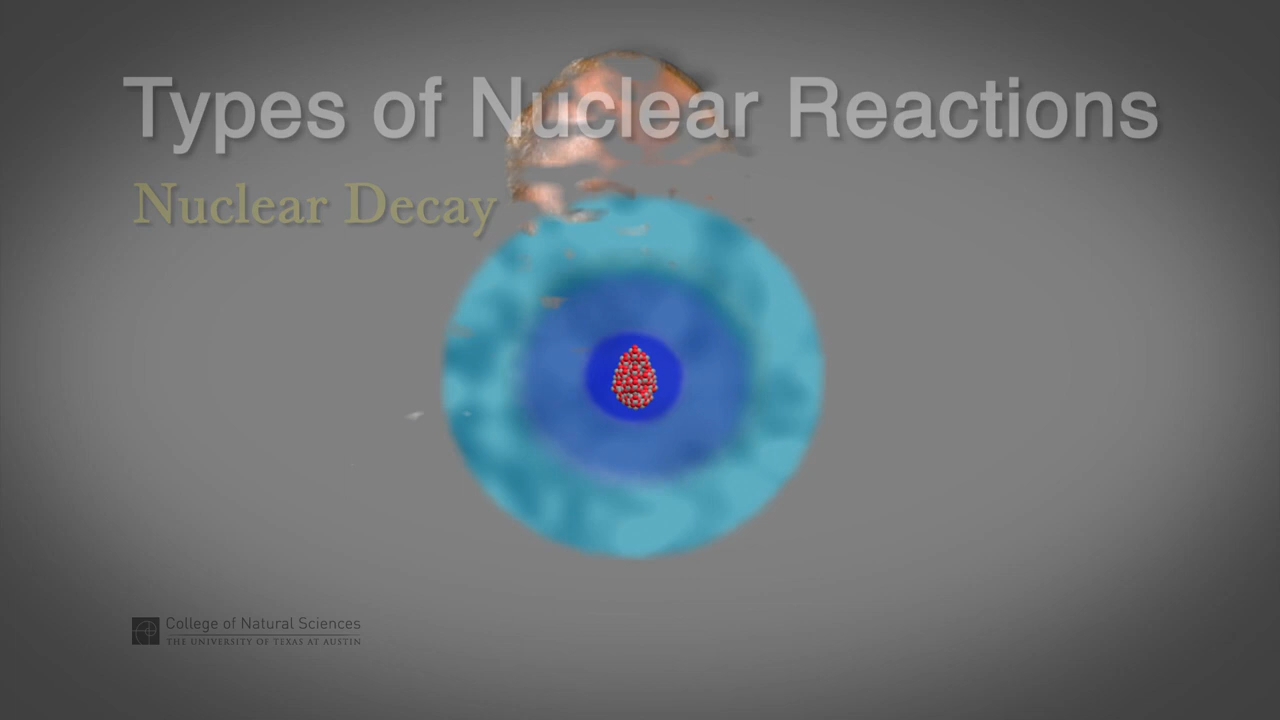 Types of Nuclear Reactions
Nuclear Decay
College of Natural Sciences
THE UNIVERSITY OF TEXAS AT AUSTIN